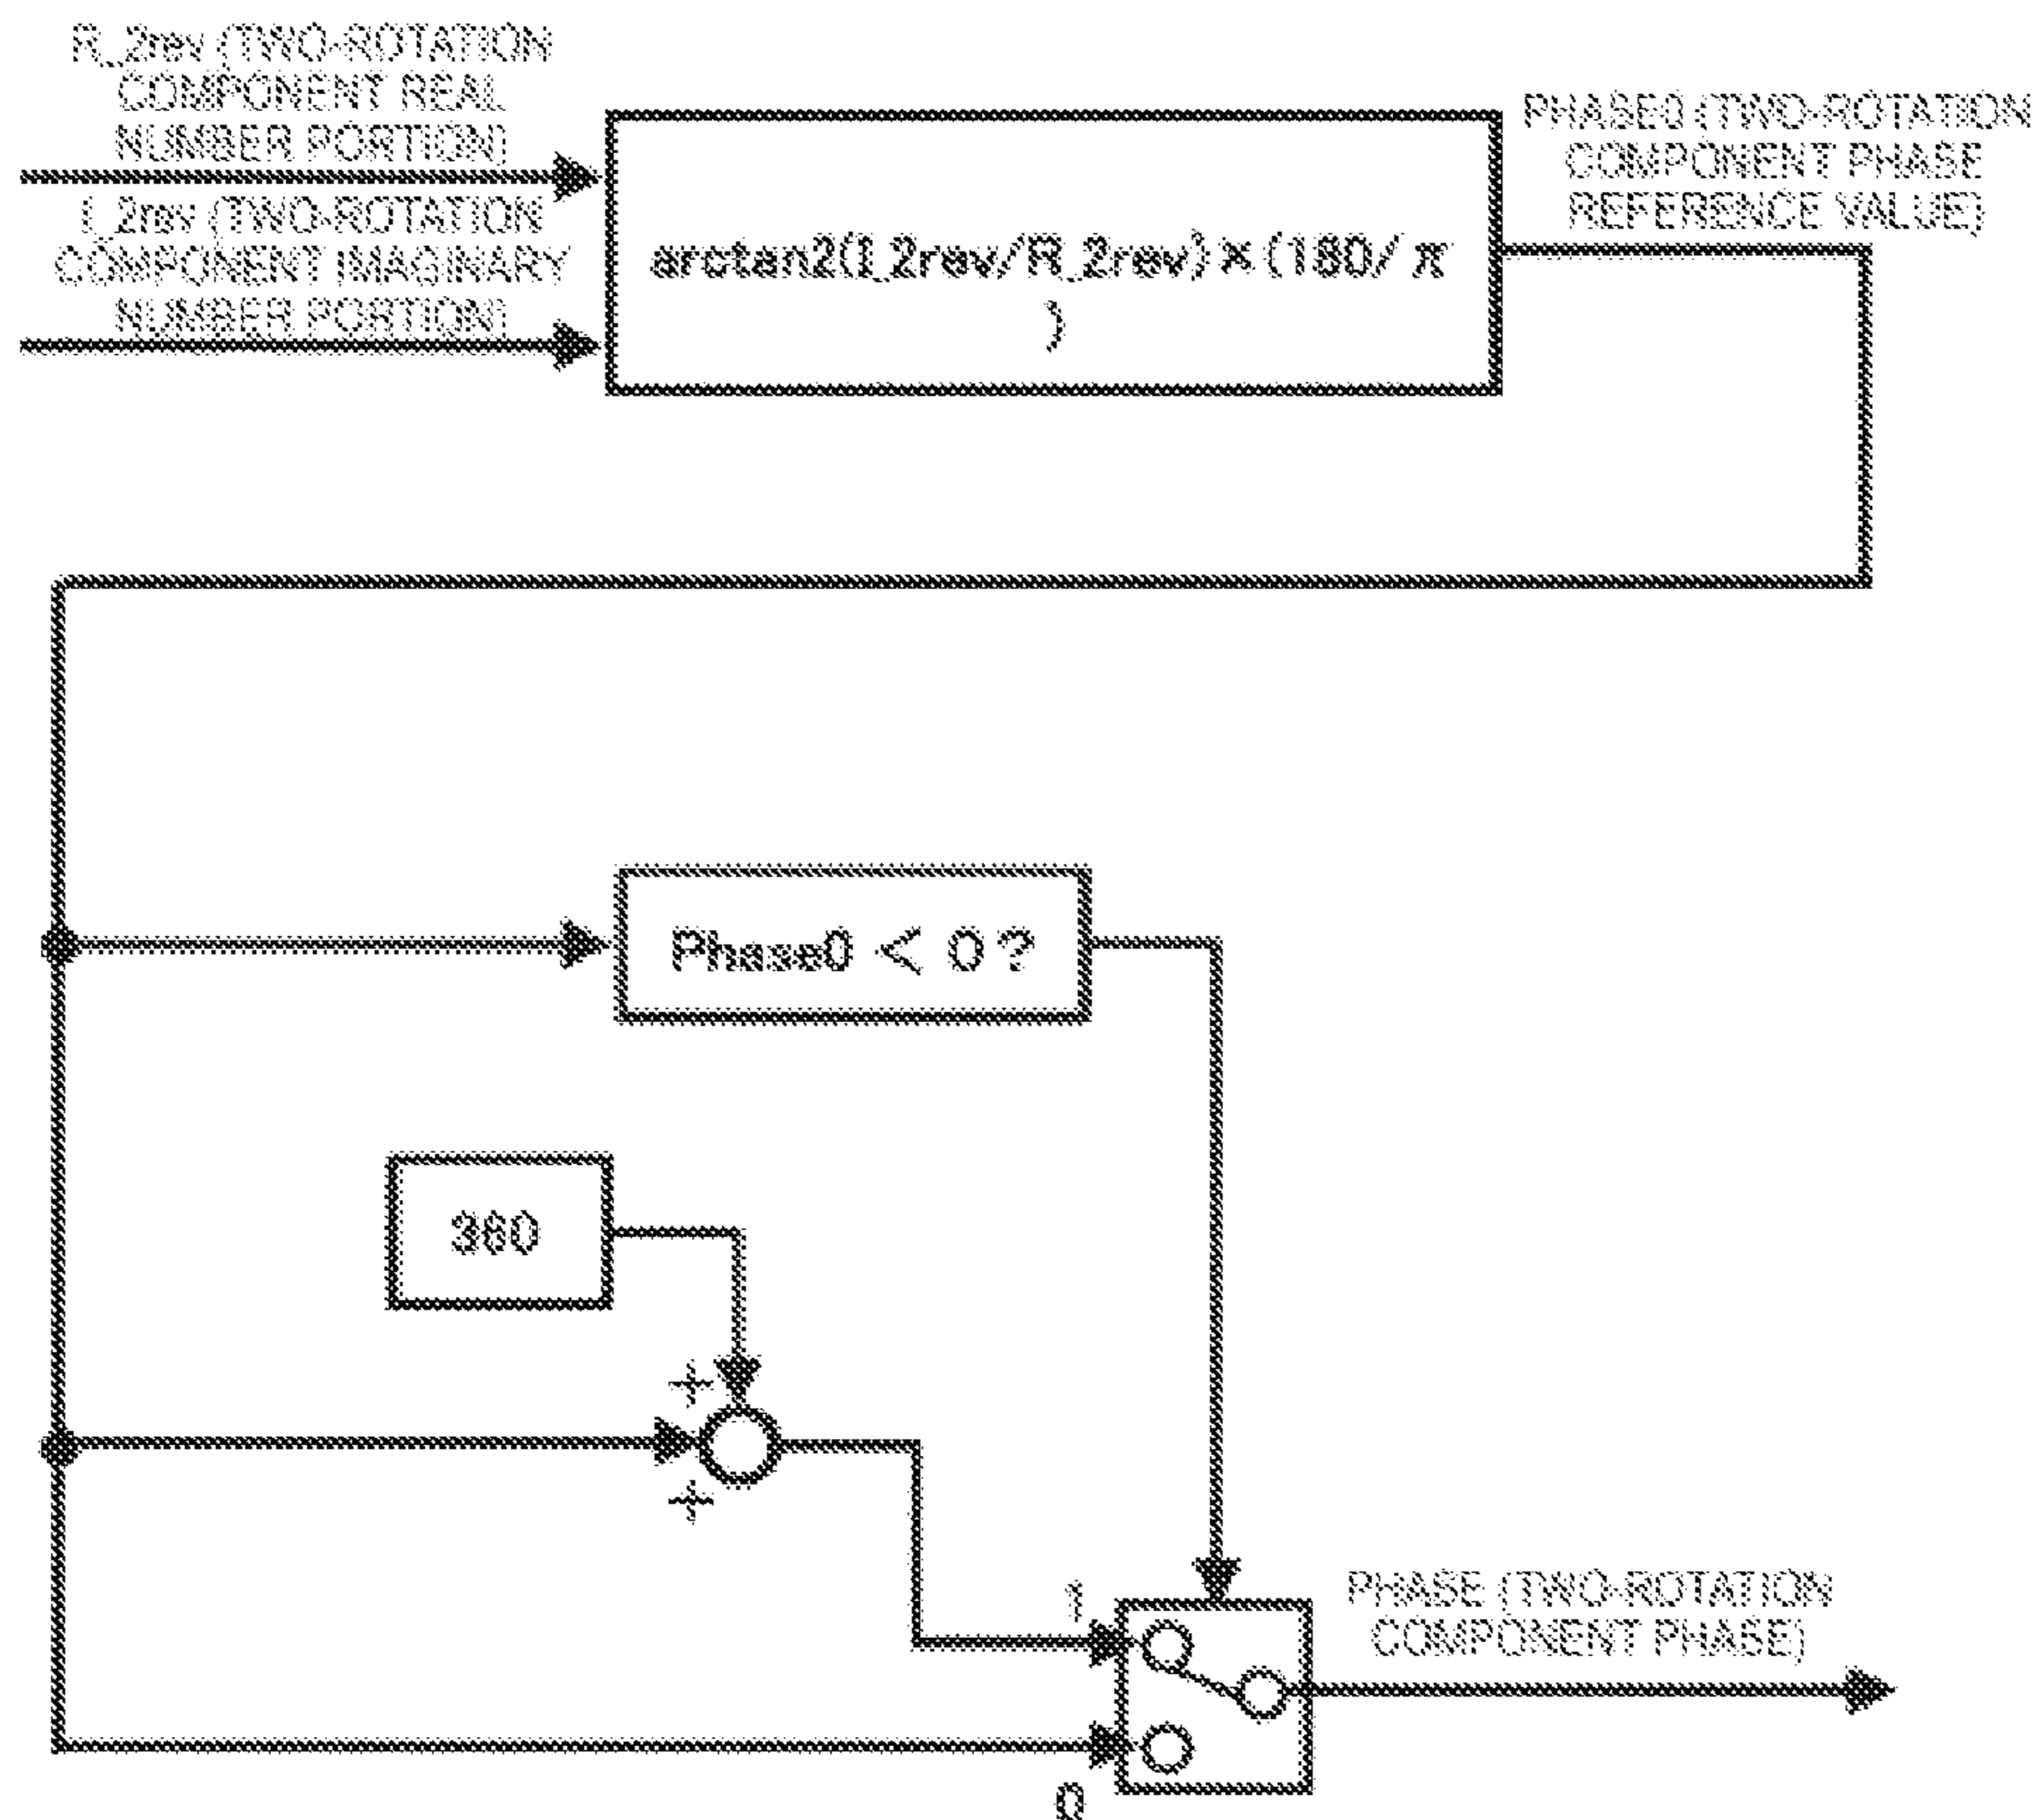 R_2rev (TWO-ROTATION
COMPONENT REAL
NUMBER PORTION)
I_2rev (TWO-ROTATION
COMPONENT IMAGINARY
NUMBER PORTION)
arctan2(I_2rev/R_2rev)×(180/π
)
PHASE0 (TWO-ROTATION
COMPONENT PHASE
REFERENCE VALUE)
Phase0 < 0?
360
+
+
1
0
PHASE (TWO-ROTATION
COMPONENT PHASE)